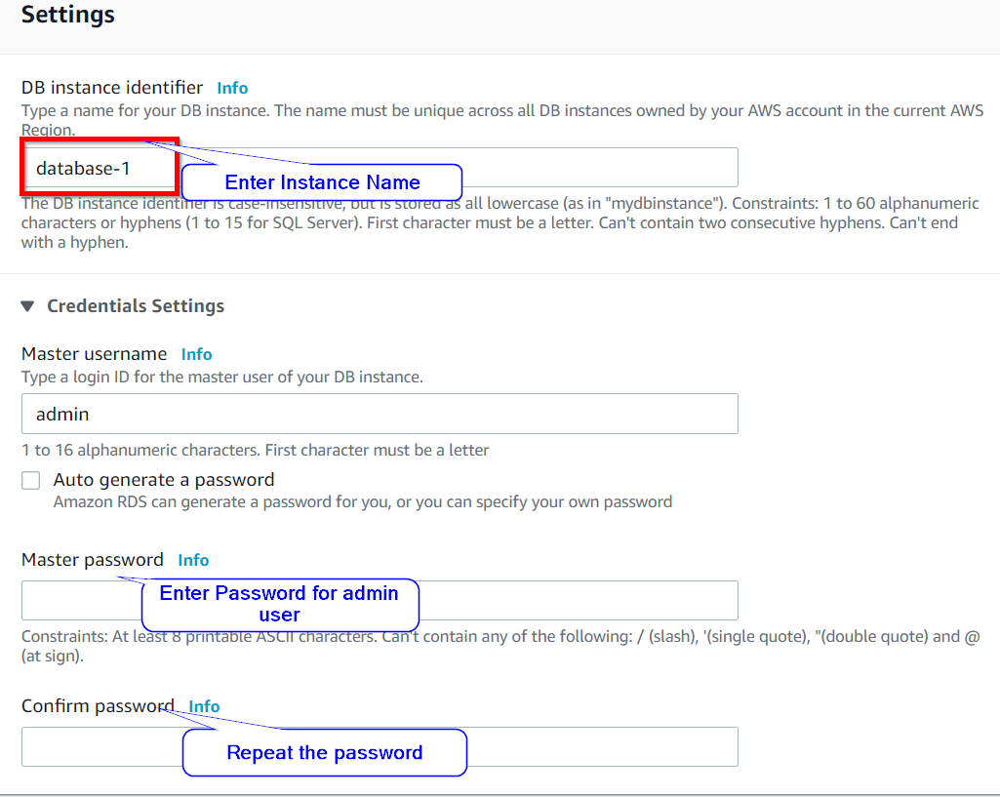 Settings
DB instance identifier Info
Type a name for your DB instance. The name must be unique across all DB instances owned by your AWS account in the current AWS
Region.
database-1
Enter Instance Name
The DB instance identifier is case-insensitive, but is stored as all lowercase (as in "mydbinstance"). Constraints: 1 to 60 alphanumeric
characters or hyphens (1 to 15 for SQL Server). First character must be a letter. Can't contain two consecutive hyphens. Can't end
with a hyphen.
Credentials Settings
Master username Info
Type a login ID for the master user of your DB instance.
admin
1 to 16 alphanumeric characters. First character must be a letter
Auto generate a password
Amazon RDS can generate a password for you, or you can specify your own password
Master password Info
Enter Password for admin
user
Constraints: At least 8 printable ASCII characters. Can't contain any of the following: / (slash), '(single quote), "(double quote) and @
(at sign).
Confirm password Info
Repeat the password